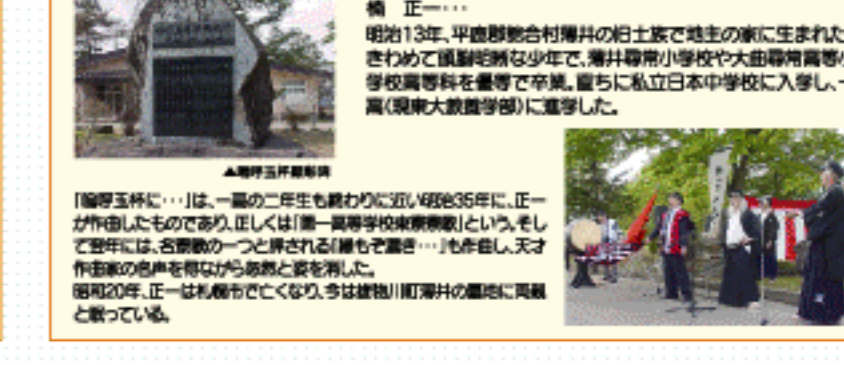 楠　正一・・・
明治13年、平鹿郡館合村薄井の旧士族で地主の家に生まれた
きわめて頭脳明晰な少年で、薄井尋常小学校や大曲尋常高等小
学校高等科を優等で卒業。直ちに私立日本中学校に入学し、一
高(現東大教養学部)に進学した。
▲嗚呼玉杯顕彰碑
「嗚呼玉杯に・・・」は、一高の二年生も終わりに近い明治35年に、正一
が作曲したものであり、正しくは「第一高等学校東寮寮歌」という。そし
て翌年には、名寮歌の一つと押される「緑もぞ濃き・・・」も作曲し、天才
作曲家の名声を得ながら忽然と姿を消した。
昭和20年、正一は札幌市で亡くなり、今は雄物川町薄井の墓地に両親
と眠っている。